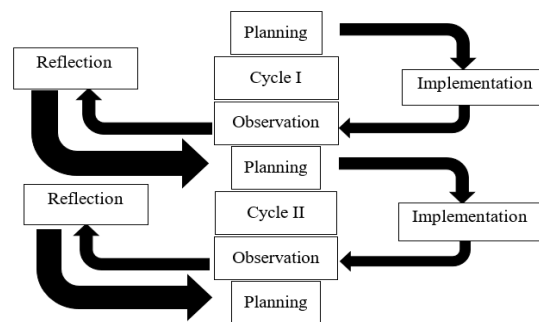 Planning
Reflection
Cycle I
Implementation
Observation
Planning
Reflection
Cycle II
Implementation
Observation
Planning